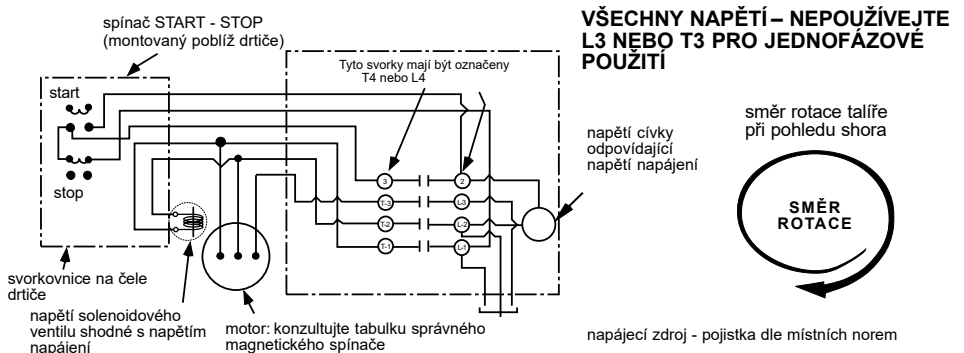 spínač START - STOP
(montovaný poblíž drtiče)
VŠECHNY NAPĚTÍ – NEPOUŽÍVEJTE
L3 NEBO T3 PRO JEDNOFÁZOVÉ
POUŽITÍ
Tyto svorky mají být označeny
T4 nebo L4
start
stop
směr rotace talíře
při pohledu shora
napětí cívky
odpovídající
napětí napájení
3
2
T-3
L-3
T-2
L-2
T-1
L-1
SMĚR
ROTACE
svorkovnice na čele
drtiče
napětí solenoidového
ventilu shodné s napětím
napájení
motor: konzultujte tabulku správného
magnetického spínače
napájecí zdroj - pojistka dle místních norem